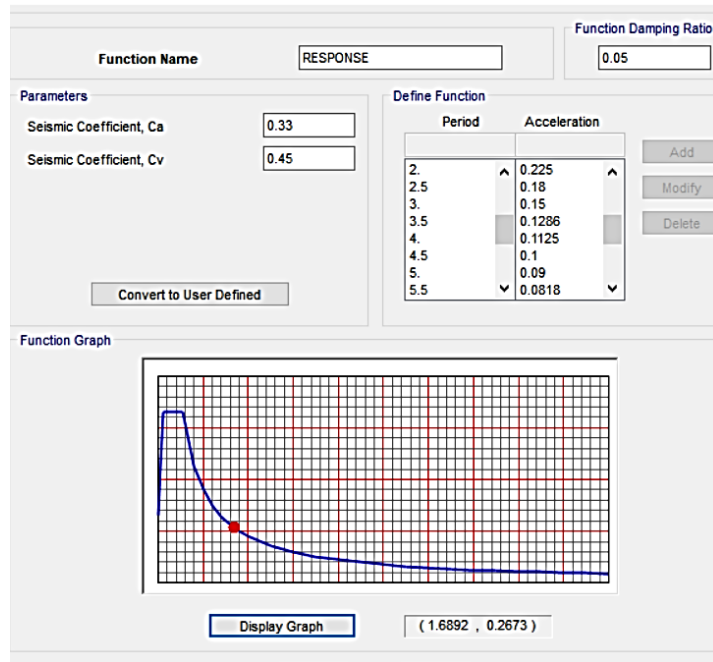 Function Damping Ratio
Function Name
RESPONSE
0.05
Parameters
Seismic Coefficient, Ca
0.33
Seismic Coefficient, Cv
0.45
Convert to User Defined
Define Function
Period Acceleration
2. 0.225
2.5 0.18
3. 0.15
3.5 0.1286
4. 0.1125
4.5 0.1
5. 0.09
5.5 0.0818
Add
Modify
Delete
Function Graph
Display Graph
( 1.6892 , 0.2673 )